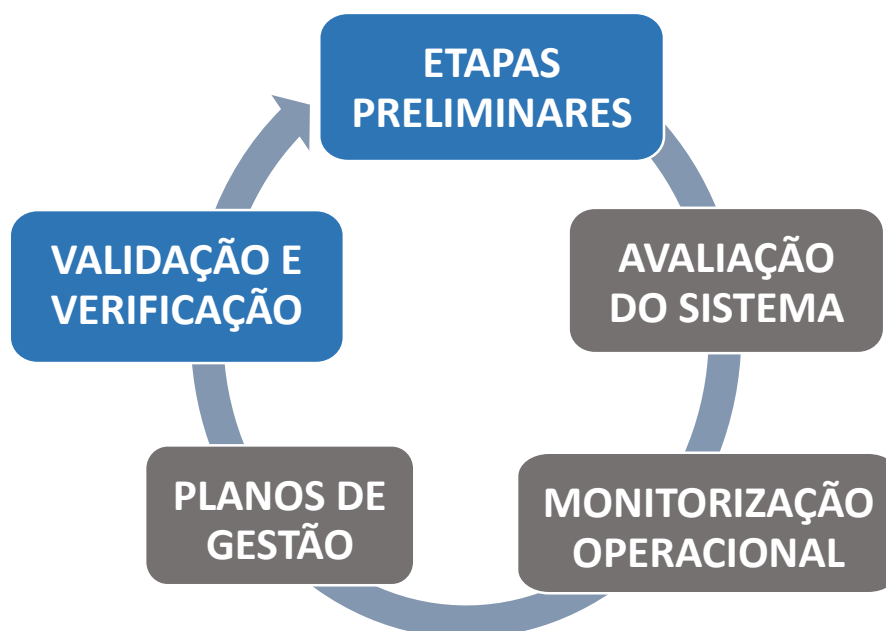 ETAPAS
PRELIMINARES
AVALIAÇÃO
DO SISTEMA
MONITORIZAÇÃO
OPERACIONAL
PLANOS DE
GESTÃO
VALIDAÇÃO E
VERIFICAÇÃO